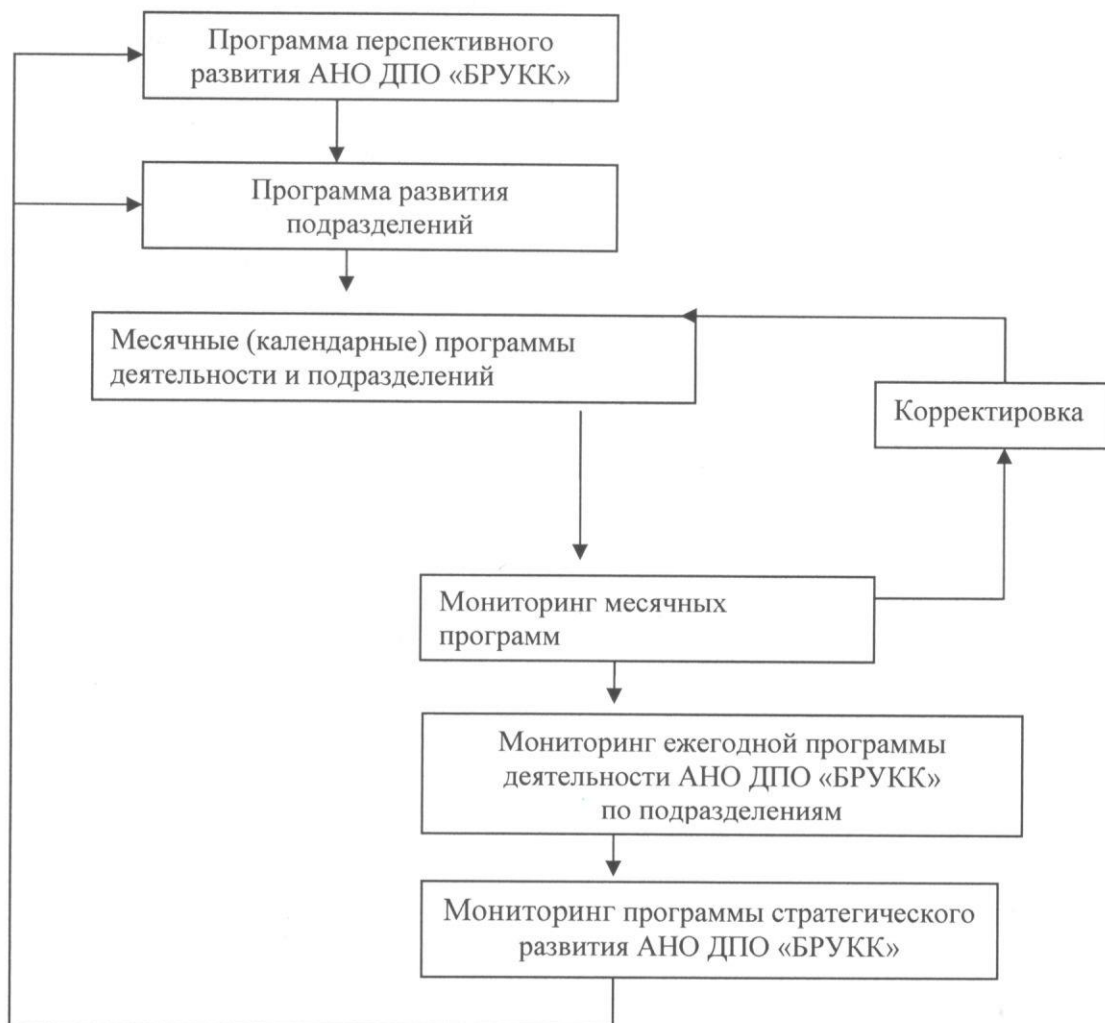 Программа перспективного
развития АНО ДПО «БРУКК»
Программа развития
подразделений
Месячные (календарные) программы
деятельности и подразделений
Корректировка
Мониторинг месячных
программ
Мониторинг ежегодной программы
деятельности АНО ДПО «БРУКК»
по подразделениям
Мониторинг программы стратегического
развития АНО ДПО «БРУКК»